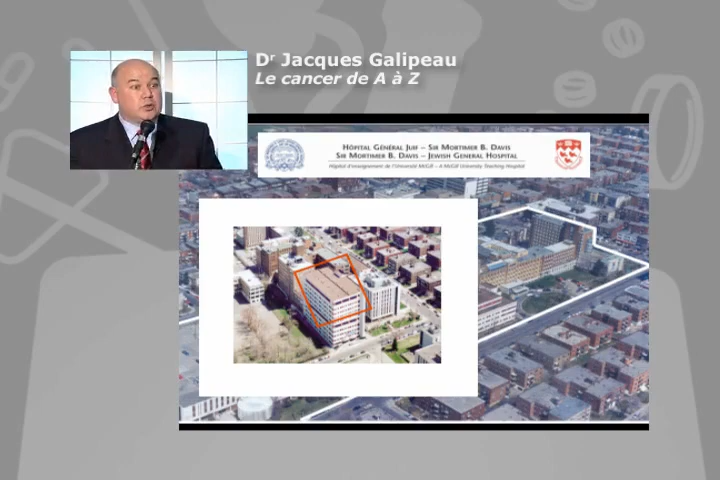 Dʳ Jacques Galipeau
Le cancer de A à Z
HÔPITAL GÉNÉRAL JUIF – SIR MORTIMER B. DAVIS
SIR MORTIMER B. DAVIS – JEWISH GENERAL HOSPITAL
Hôpital d'enseignement de l'Université McGill – A McGill University Teaching Hospital